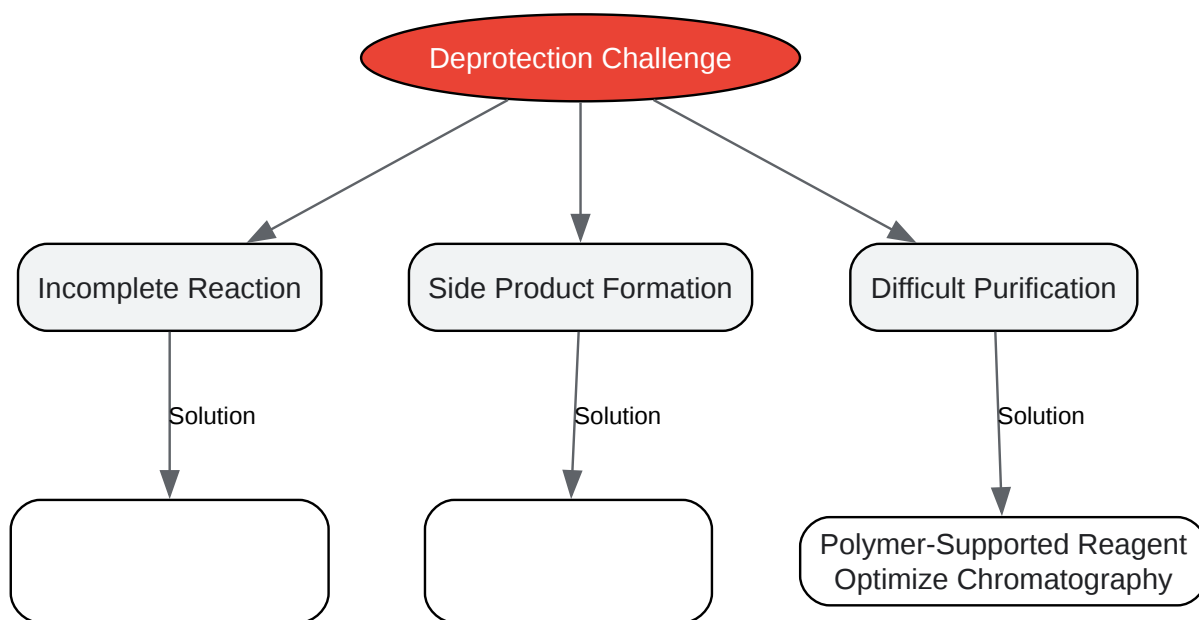 Deprotection Challenge
Incomplete Reaction
Side Product Formation
Difficult Purification
Solution
Solution
Solution
Polymer-Supported Reagent
Optimize Chromatography